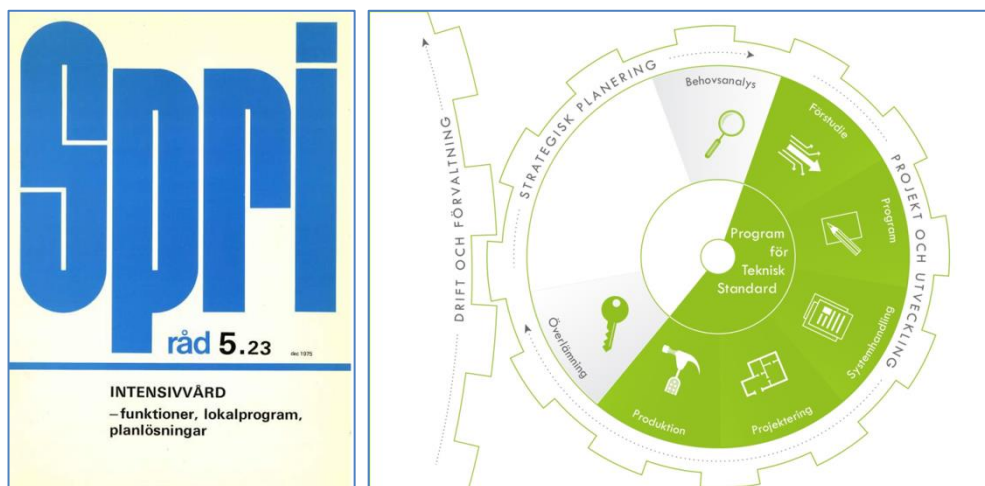 Spri
råd 5.23
dec 1975
INTENSIVVÅRD
–funktioner, lokalprogram,
planlösningar
DRIFT OCH FÖRVALTNING
STRATEGISK PLANERING
PROJEKT OCH UTVECKLING
Behovsanalys
Förstudie
Program
Systemhandling
Projektering
Produktion
Överlämning
Program
för
Teknisk
Standard